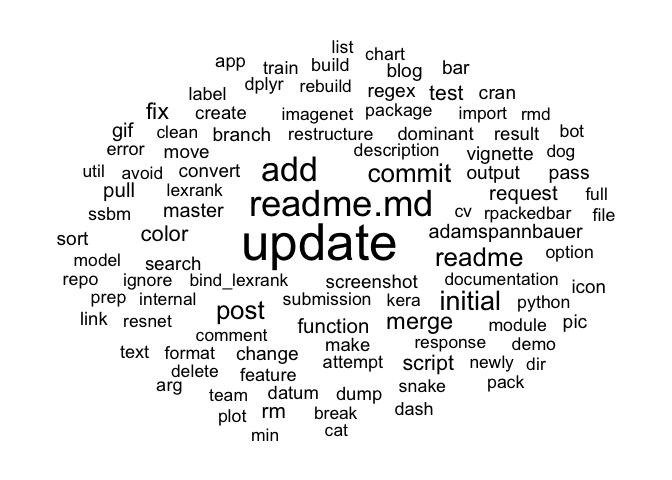 list
app train build chart
blog bar
label dplyr rebuild regex test cran
fix create imagenet package import rmd
gif clean branch restructure dominant result bot
error move description vignette dog
util avoid convert add commit output pass
pull lexrank readme.md request full
ssbm master cv rpackedbar file
sort color update adamspannbauer
model search readme option
repo ignore bind_lexrank screenshot documentation icon
prep internal post submission kera initial python
link resnet function merge module pic
comment make response demo
text format change attempt script newly dir
delete feature snake pack
arg team datum dump
plot rm break dash
min cat